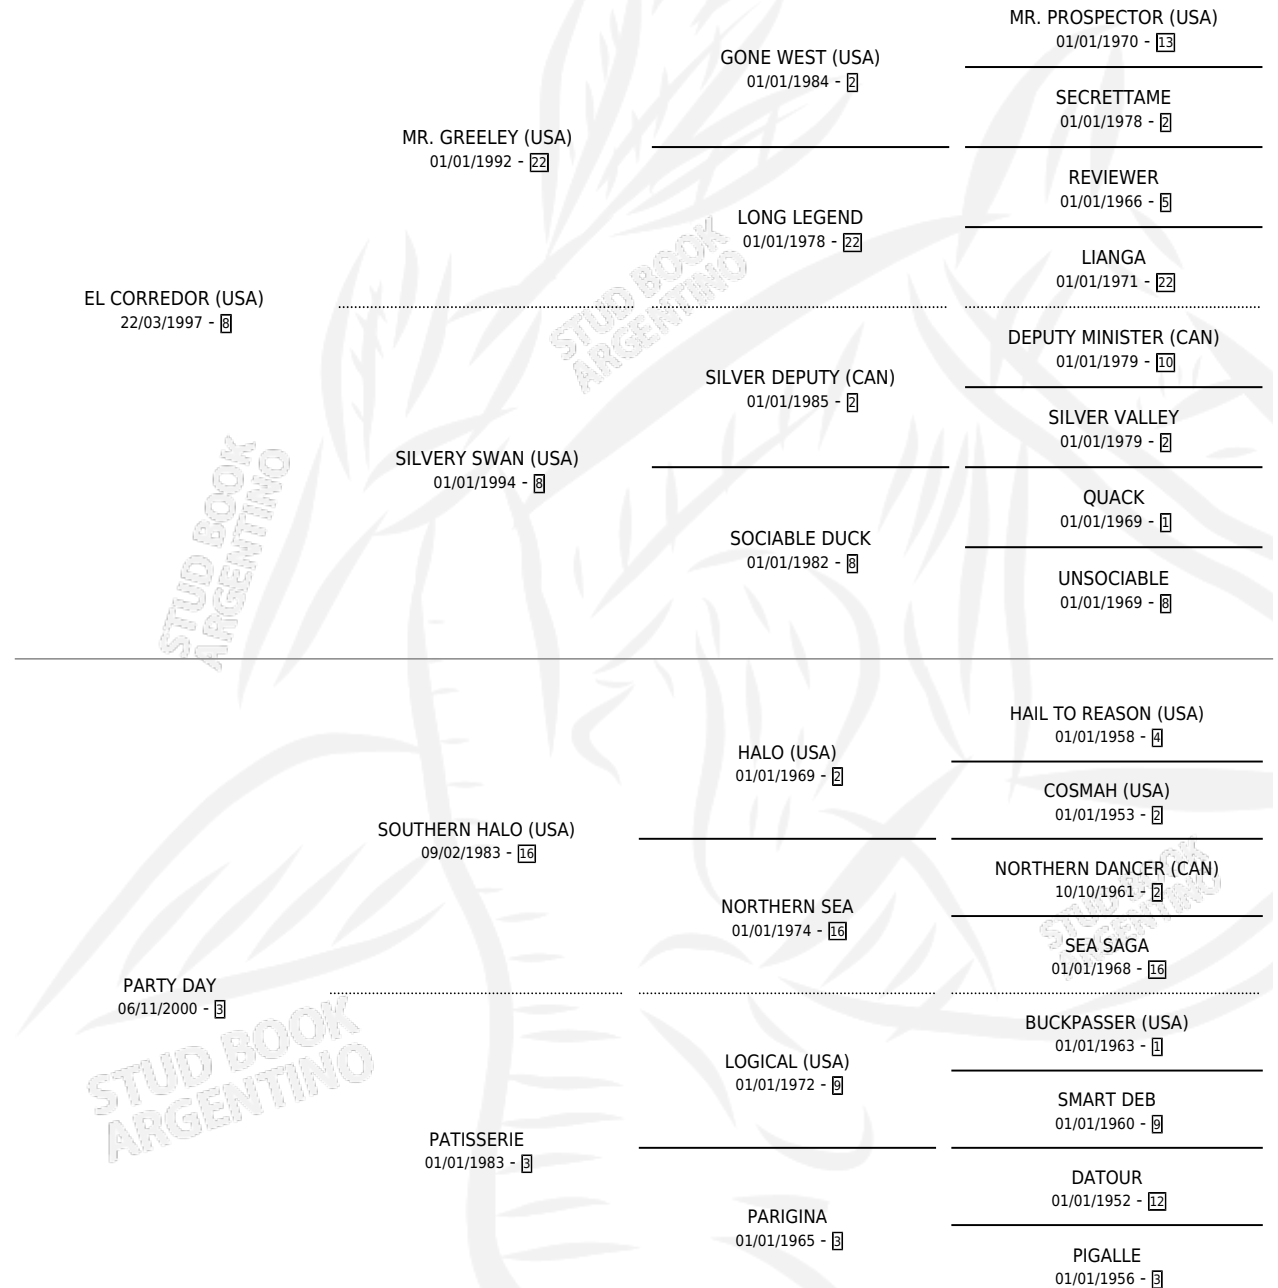 MR. PROSPECTOR (USA)
01/01/1970 - 13
GONE WEST (USA)
01/01/1984 - 2
SECRETTAME
01/01/1978 - 2
MR. GREELEY (USA)
01/01/1992 - 22
REVIEWER
01/01/1966 - 5
LONG LEGEND
01/01/1978 - 22
LIANGA
01/01/1971 - 22
EL CORREDOR (USA)
22/03/1997 - 8
DEPUTY MINISTER (CAN)
01/01/1979 - 10
SILVER DEPUTY (CAN)
01/01/1985 - 2
SILVER VALLEY
01/01/1979 - 2
SILVERY SWAN (USA)
01/01/1994 - 8
QUACK
01/01/1969 - 1
SOCIABLE DUCK
01/01/1982 - 8
UNSOCIABLE
01/01/1969 - 8
HAIL TO REASON (USA)
01/01/1958 - 4
HALO (USA)
01/01/1969 - 2
COSMAH (USA)
01/01/1953 - 2
SOUTHERN HALO (USA)
09/02/1983 - 16
NORTHERN DANCER (CAN)
10/10/1961 - 2
NORTHERN SEA
01/01/1974 - 16
SEA SAGA
01/01/1968 - 16
PARTY DAY
06/11/2000 - 3
BUCKPASSER (USA)
01/01/1963 - 1
LOGICAL (USA)
01/01/1972 - 9
SMART DEB
01/01/1960 - 9
PATISSERIE
01/01/1983 - 3
DATOUR
01/01/1952 - 12
PARIGINA
01/01/1965 - 3
PIGALLE
01/01/1956 - 3
STUD BOOK
ARGENTINO
STUD BOOK
ARGENTINO
STUD BOOK
ARGENTINO
STUD BOOK
ARGENTINO